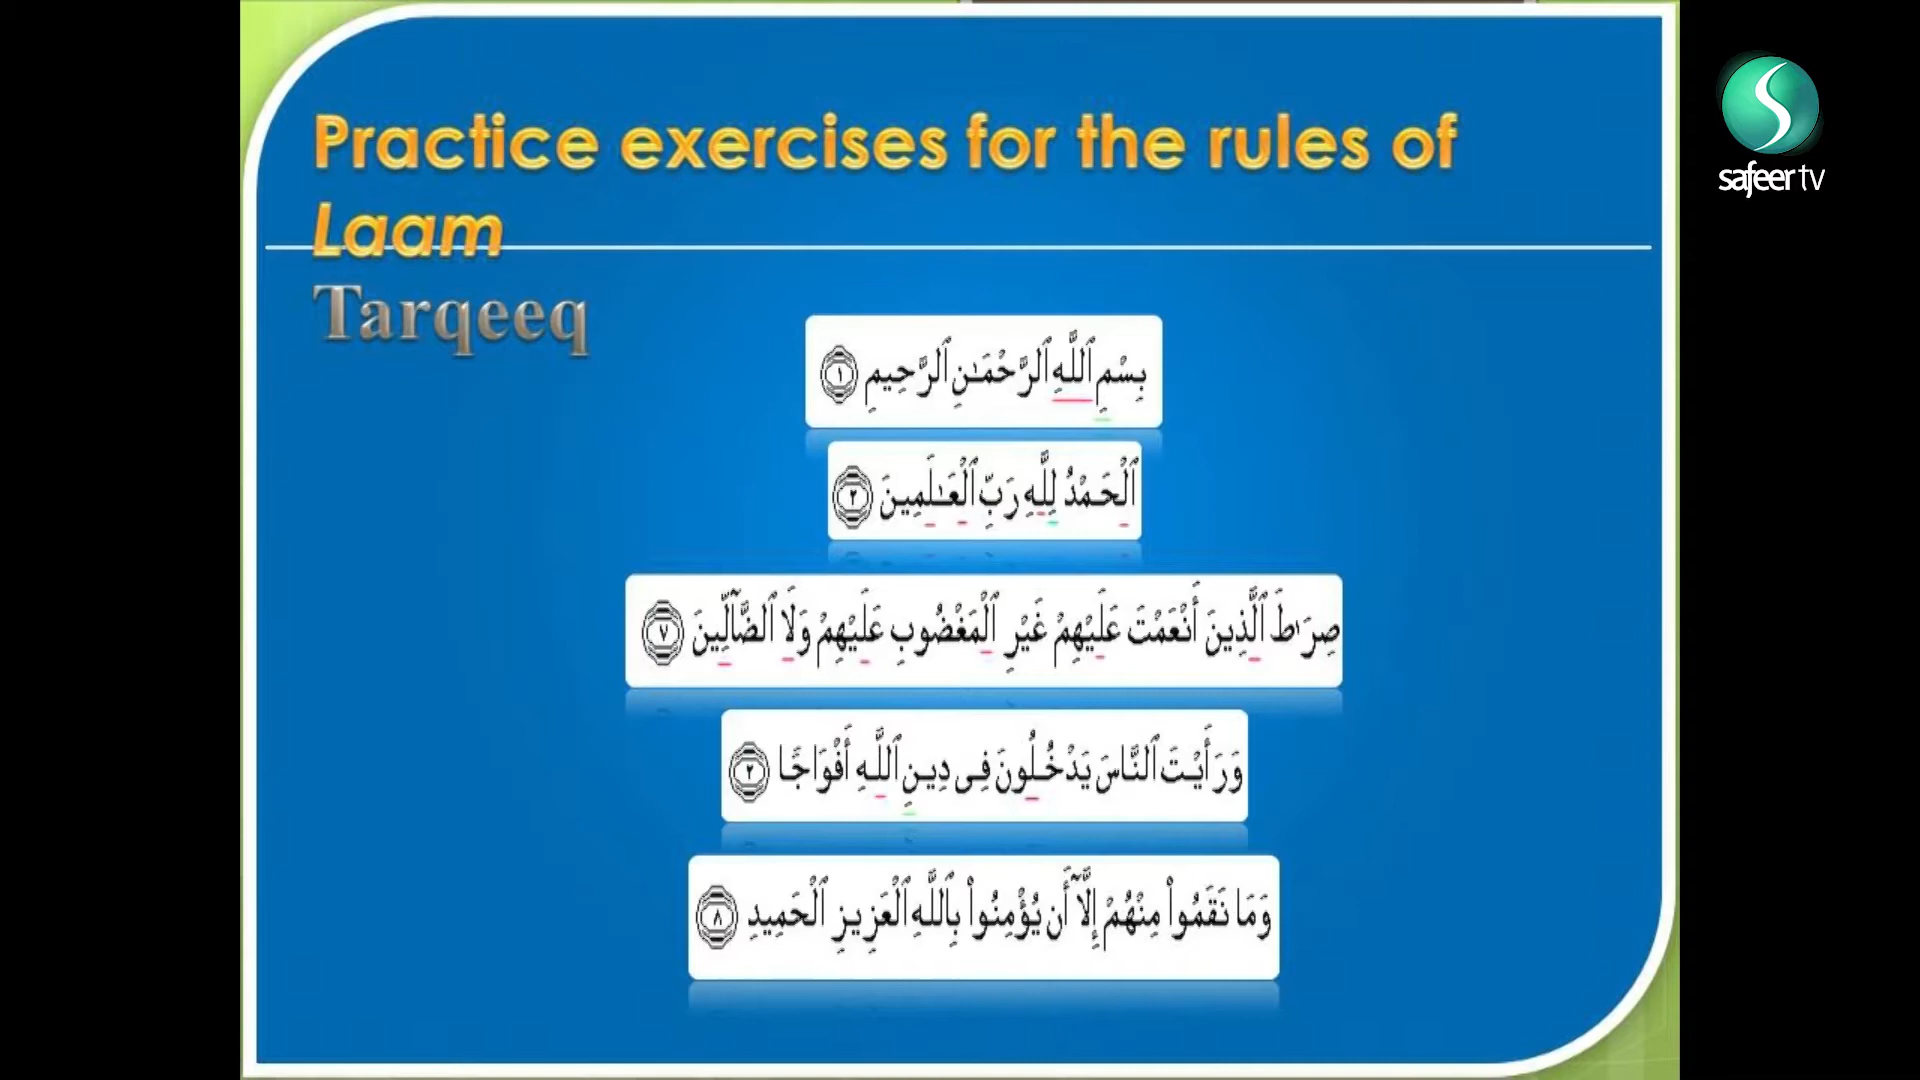 Practice exercises for the rules of
Laam
Tarqeeq
بِسْمِ ٱللَّهِ ٱلرَّحْمَـٰنِ ٱلرَّحِيمِ ١
ٱلْحَمْدُ لِلَّهِ رَبِّ ٱلْعَـٰلَمِينَ ٢
صِرَٰطَ ٱلَّذِينَ أَنْعَمْتَ عَلَيْهِمْ غَيْرِ ٱلْمَغْضُوبِ عَلَيْهِمْ وَلَا ٱلضَّآلِّينَ ٧
وَرَأَيْتَ ٱلنَّاسَ يَدْخُلُونَ فِى دِينِ ٱللَّهِ أَفْوَاجًا ٢
وَمَا نَقَمُوا۟ مِنْهُمْ إِلَّآ أَن يُؤْمِنُوا۟ بِٱللَّهِ ٱلْعَزِيزِ ٱلْحَمِيدِ ٨
safeer tv